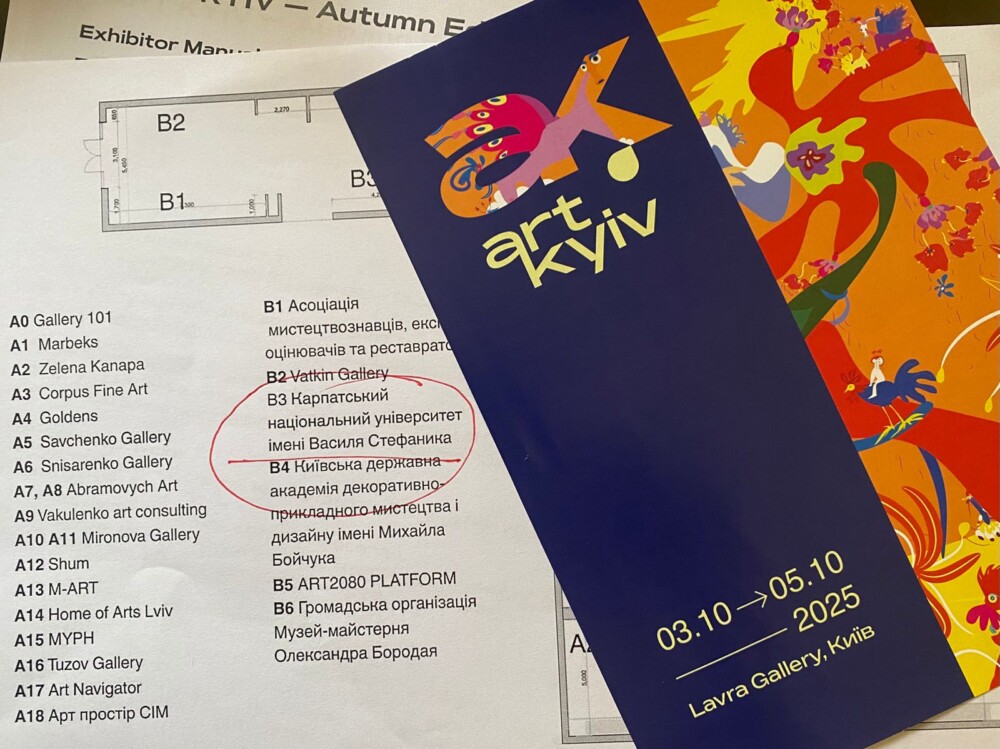 — Autumn
Exhibitor
B2
2,270
B1
A0 Gallery 101
A1 Marbeks
A2 Zelena Kanapa
A3 Corpus Fine Art
A4 Goldens
A5 Savchenko Gallery
A6 Snisarenko Gallery
A7, A8 Abramovych Art
A9 Vakulenko art consulting
A10 A11 Mironova Gallery
A12 Shum
A13 M-ART
A14 Home of Arts Lviv
A15 MYPH
A16 Tuzov Gallery
A17 Art Navigator
A18 Арт простір СІМ
B1 Асоціація
мистецтвознавців,
оцінювачів та
B2 Vatkin Gallery
B3 Карпатський
національний університет
імені Василя Стефаника
B4 Київська державна
академія декоративно-
прикладного мистецтва і
дизайну імені Михайла
Бойчука
B5 ART2080 PLATFORM
B6 Громадська організація
Музей-майстерня
Олександра Бородая
art
kyiv
03.10 → 05.10
2025
Lavra Gallery, Київ
5,000